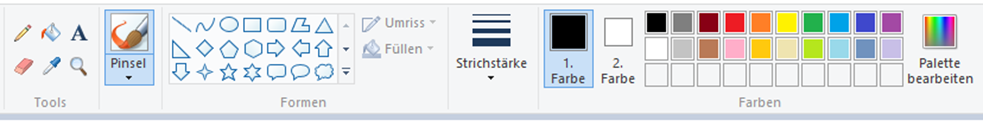 A
Pinsel
Tools
Umriss
Füllen
Formen
Strichstärke
1.
Farbe
2.
Farbe
Palette
bearbeiten
Farben